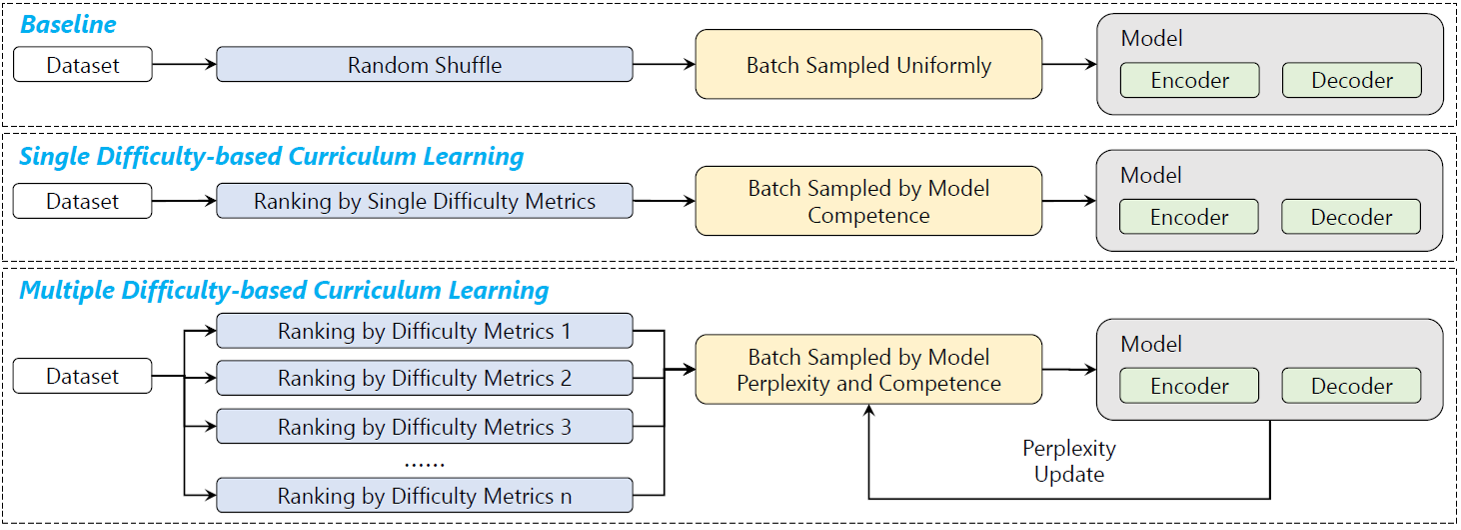 Baseline
Dataset
Random Shuffle
Batch Sampled Uniformly
Model
Encoder
Decoder
Single Difficulty-based Curriculum Learning
Dataset
Ranking by Single Difficulty Metrics
Batch Sampled by Model
Competence
Model
Encoder
Decoder
Multiple Difficulty-based Curriculum Learning
Dataset
Ranking by Difficulty Metrics 1
Ranking by Difficulty Metrics 2
Ranking by Difficulty Metrics 3
......
Ranking by Difficulty Metrics n
Batch Sampled by Model
Perplexity and Competence
Model
Encoder
Decoder
Perplexity
Update